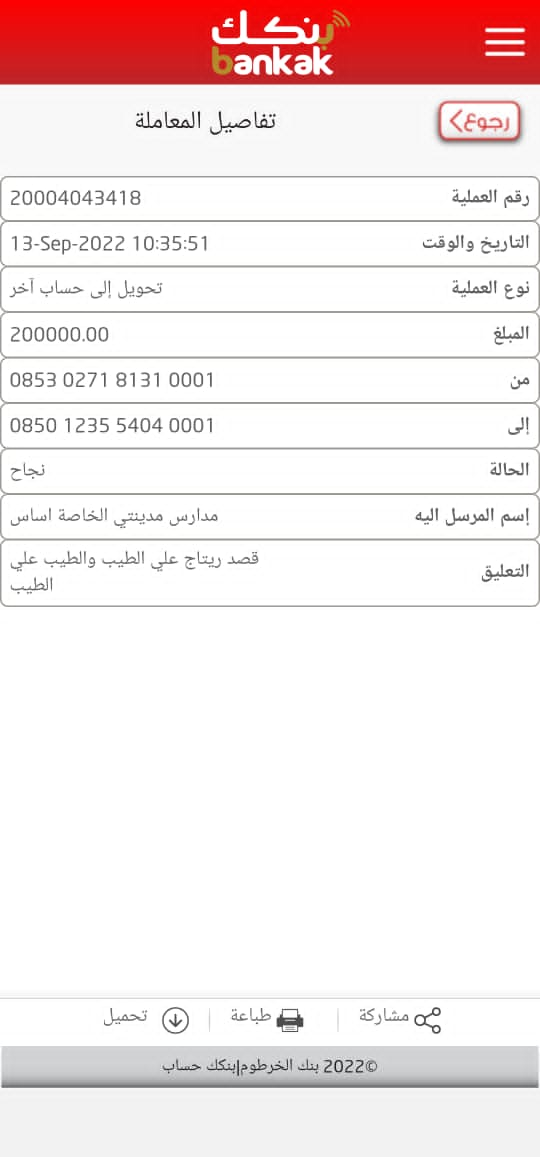 بنكك
bankak
رجوع
تفاصيل المعاملة
رقم العملية 20004043418
التاريخ والوقت 13-Sep-2022 10:35:51
نوع العملية تحويل إلى حساب آخر
المبلغ 200000.00
من 0853 0271 8131 0001
إلى 0850 1235 5404 0001
الحالة نجاح
إسم المرسل اليه مدارس مدينتي الخاصة اساس
التعليق قصد ريتاج علي الطيب والطيب علي
الطيب
مشاركة طباعة تحميل
©2022 بنك الخرطوم|بنكك حساب